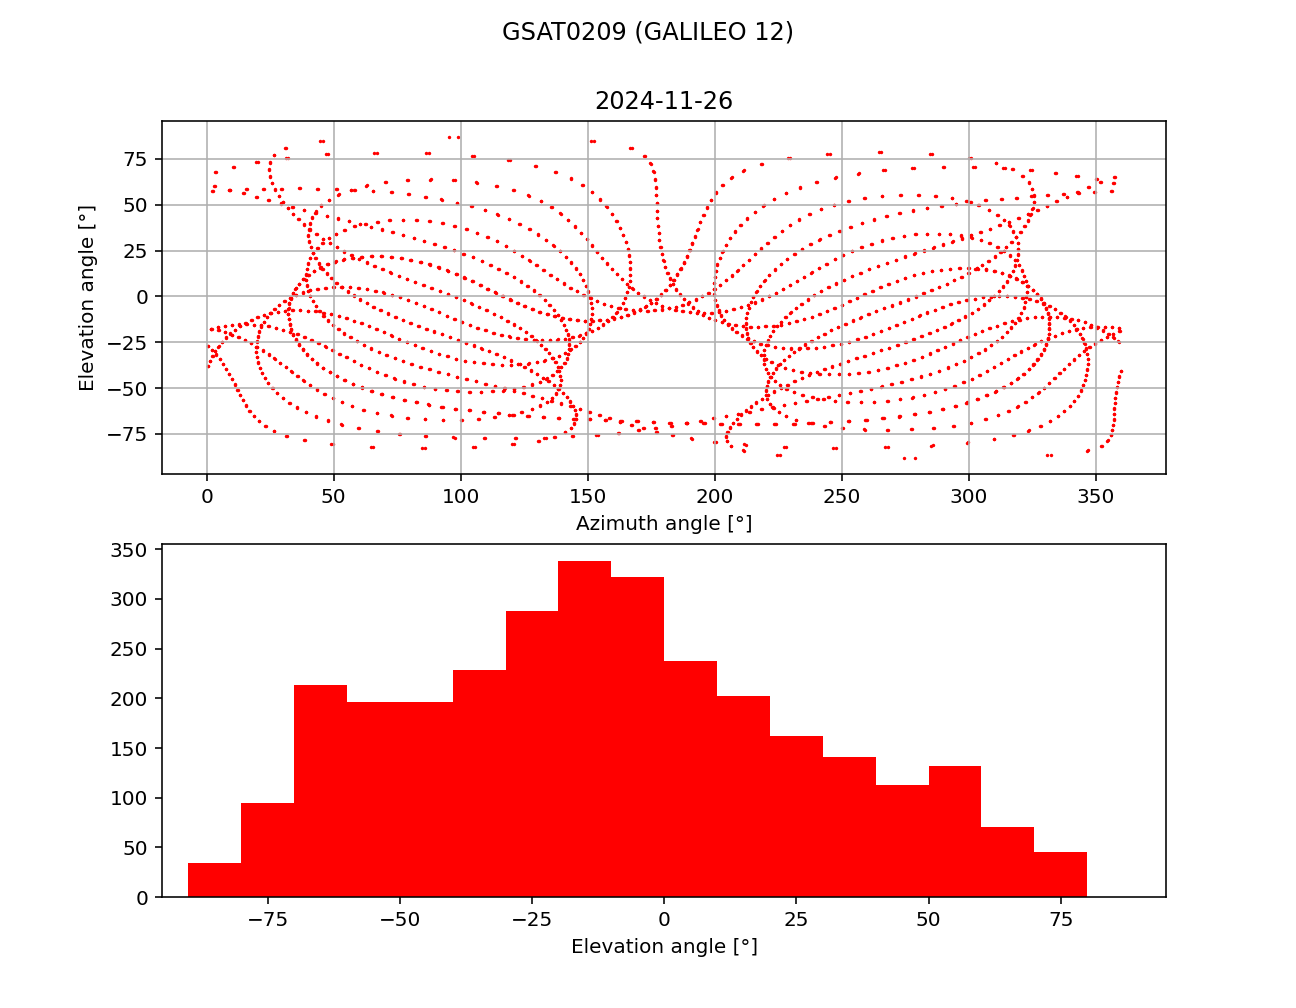 GSAT0209 (GALILEO 12)
2024-11-26
75
50
25
0
−25
−50
−75
Elevation angle [°]
0 50 100 150 200 250 300 350
Azimuth angle [°]
350
300
250
200
150
100
50
0
−75 −50 −25 0 25 50 75
Elevation angle [°]